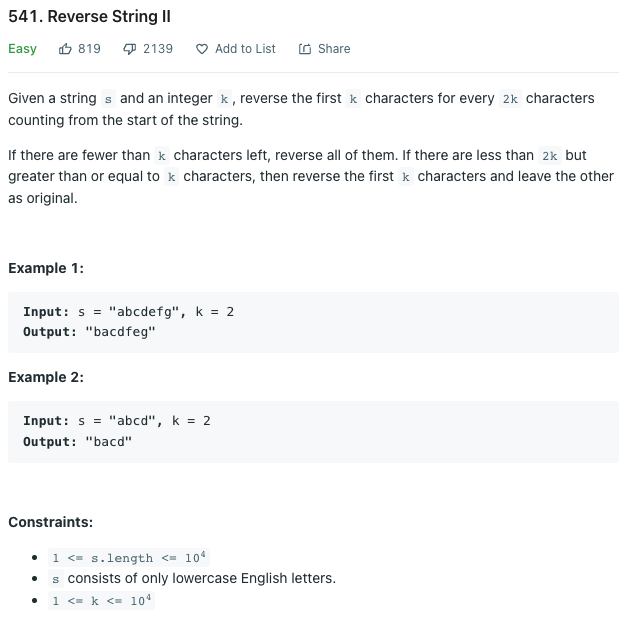 541. Reverse String II
Easy 819 2139 Add to List Share
Given a string s and an integer k, reverse the first k characters for every 2k characters
counting from the start of the string.
If there are fewer than k characters left, reverse all of them. If there are less than 2k but
greater than or equal to k characters, then reverse the first k characters and leave the other
as original.
Example 1:
Input: s = "abcdefg", k = 2
Output: "bacdfeg"
Example 2:
Input: s = "abcd", k = 2
Output: "bacd"
Constraints:
• 1 <= s.length <= 10⁴
• s consists of only lowercase English letters.
• 1 <= k <= 10⁴